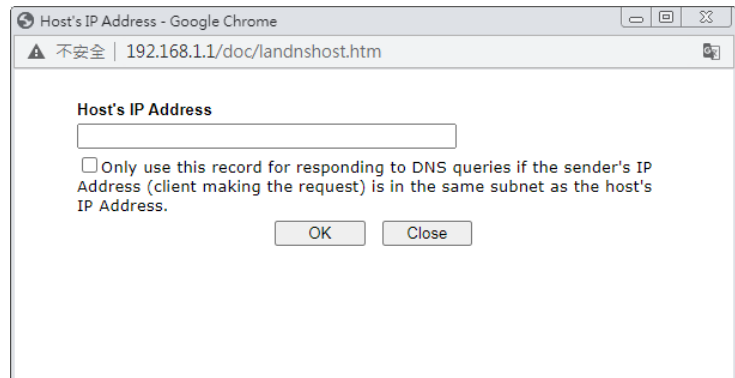 Host's IP Address - Google Chrome
不安全 | 192.168.1.1/doc/landnshost.htm
Host's IP Address
Only use this record for responding to DNS queries if the sender's IP
Address (client making the request) is in the same subnet as the host's
IP Address.
OK Close